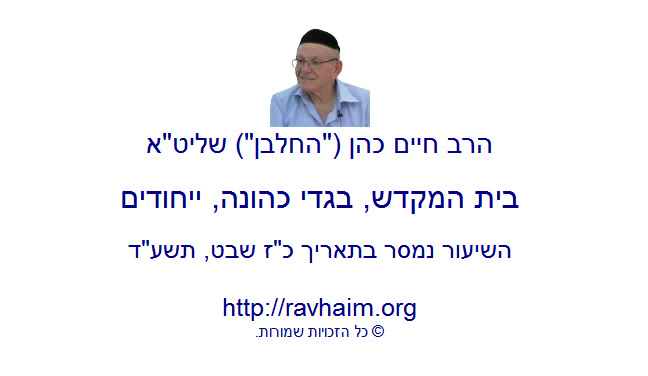 הרב חיים כהן ("החלבן") שליט"א
בית המקדש, בגדי כהונה, ייחודים
השיעור נמסר בתאריך כ"ז שבט, תשע"ד
http://ravhaim.org
© כל הזכויות שמורות.